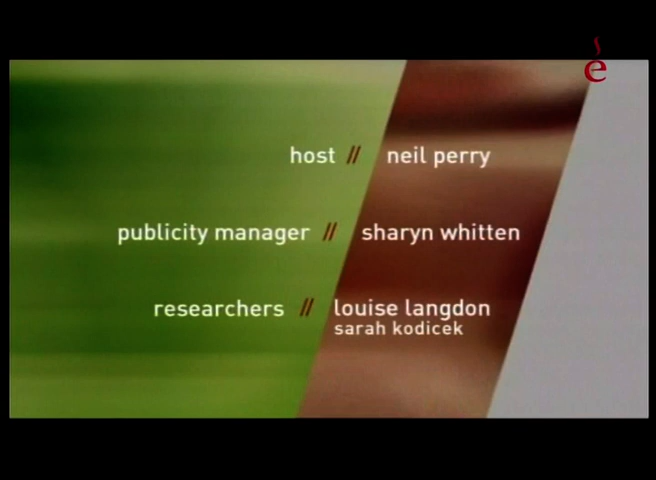 é
host // neil perry
publicity manager // sharyn whitten
researchers // louise langdon
sarah kodicek